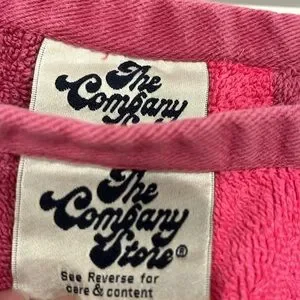 The
Company
The
Company
Store®
See Reverse for
care & content